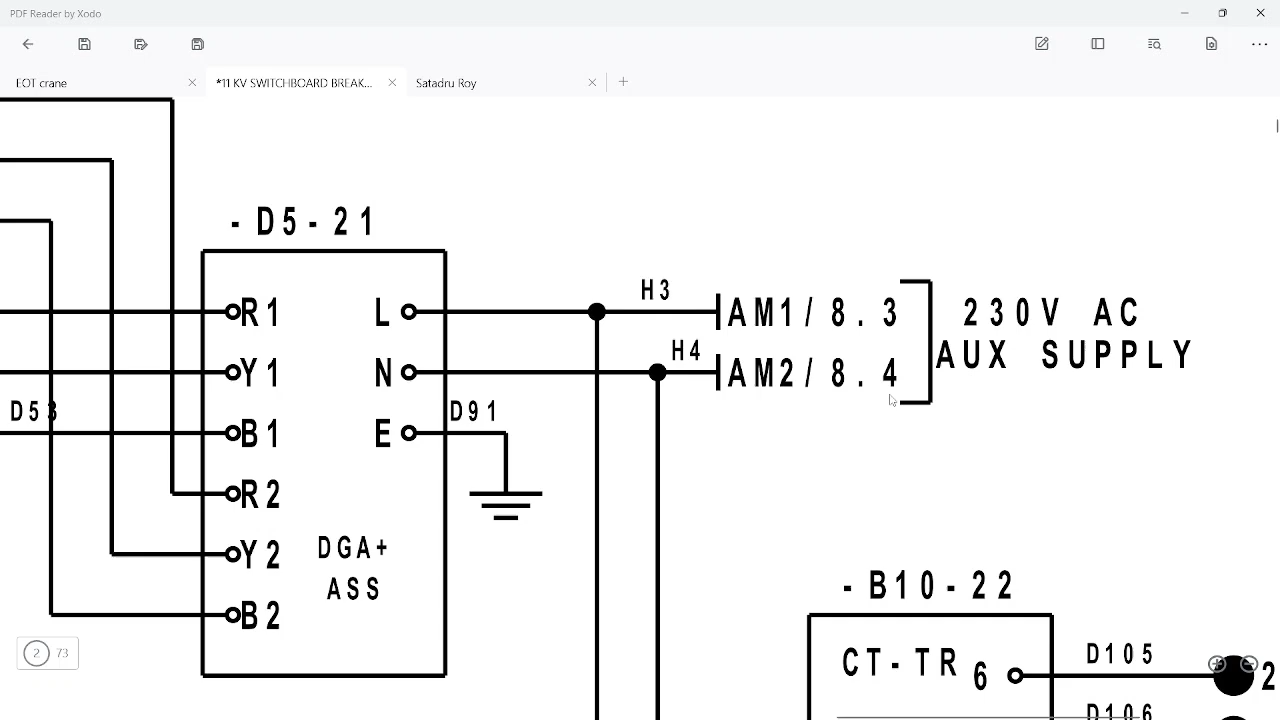 PDF Reader by Xodo
EOT crane
*11 KV SWITCHBOARD BREAK...
Satadru Roy
-D5-21
R1 L H3 AM1/8.3 230V AC
Y1 N H4 AM2/8.4 AUX SUPPLY
D53 B1 E D91
R2
Y2 DGA+
ASS
B2
-B10-22
CT-TR 6 D105 2
D106
2 73